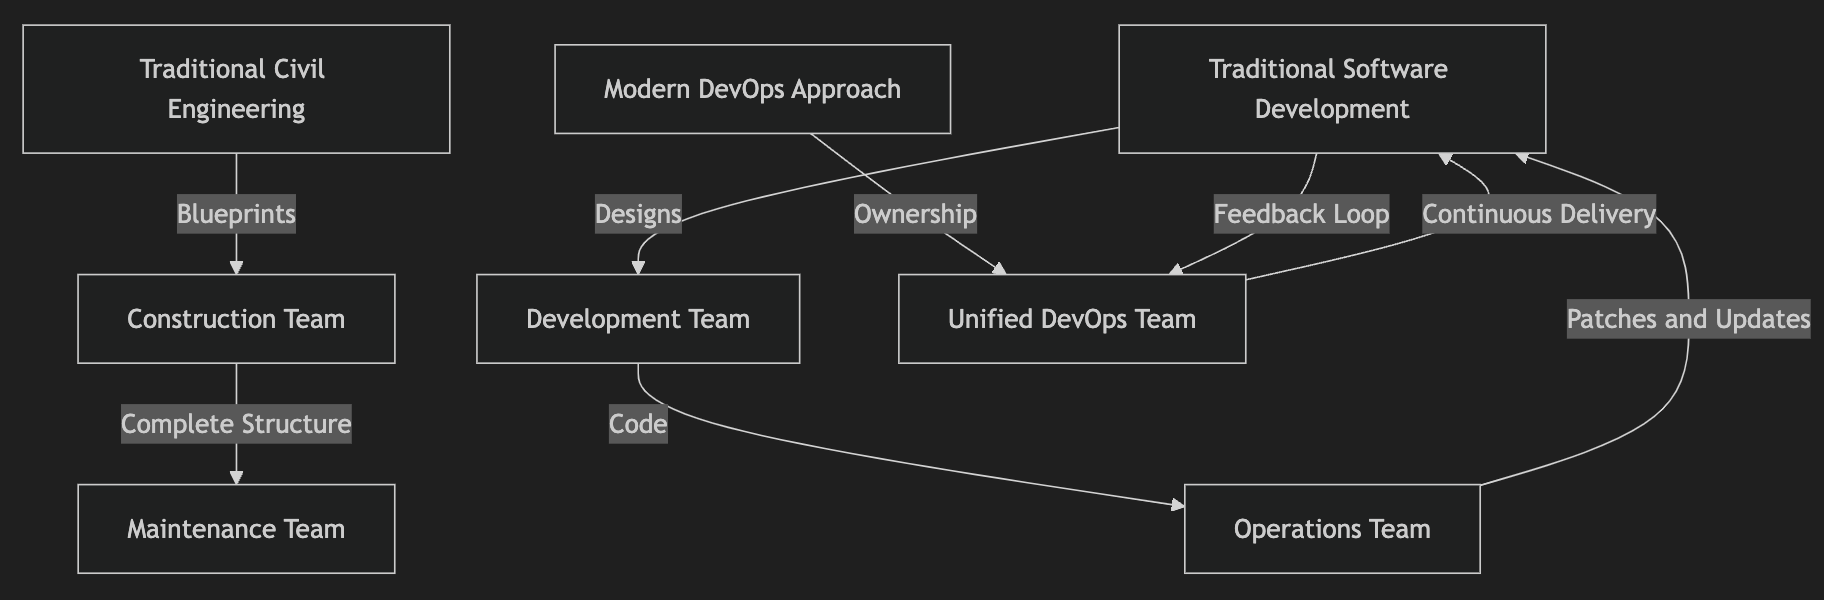 Traditional Civil
Engineering
Modern DevOps Approach
Traditional Software
Development
Blueprints
Designs
Ownership
Feedback Loop
Continuous Delivery
Construction Team
Development Team
Unified DevOps Team
Patches and Updates
Complete Structure
Code
Maintenance Team
Operations Team